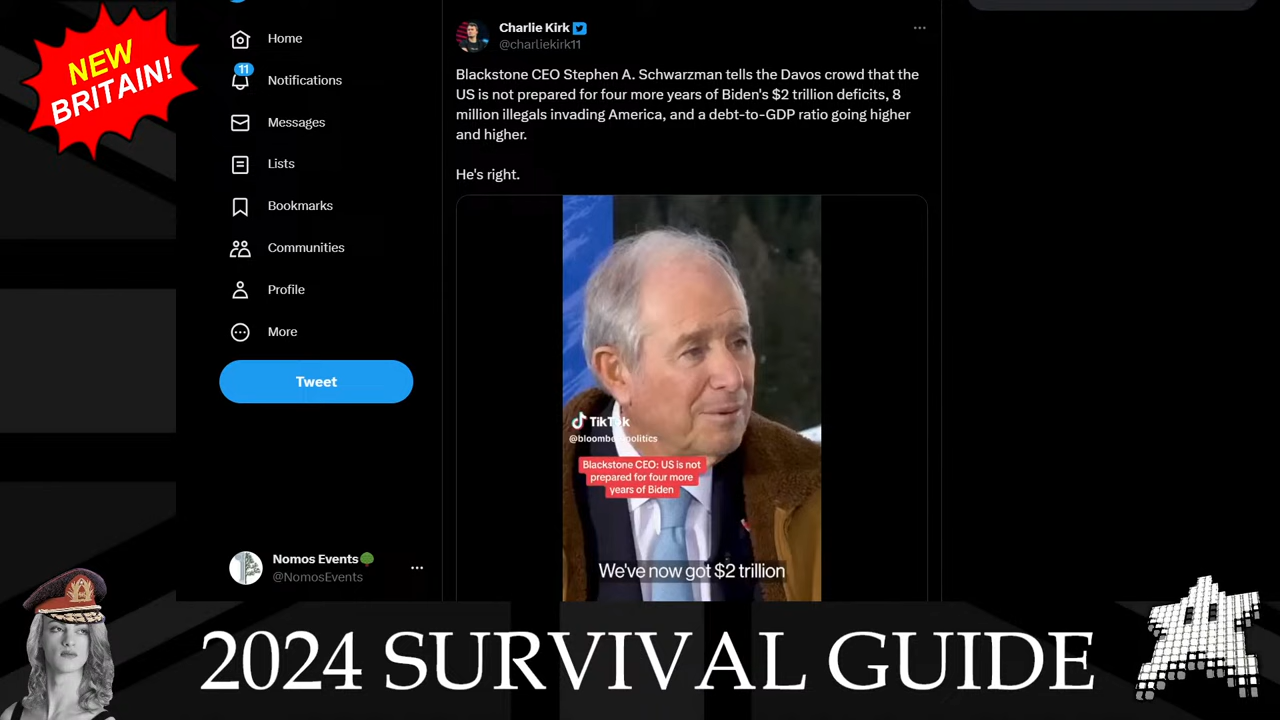 NEW
BRITAIN!
Home
11
Notifications
Messages
Lists
Bookmarks
Communities
Profile
More
Tweet
Nomos Events
@NomosEvents
Charlie Kirk
@charliekirk11
Blackstone CEO Stephen A. Schwarzman tells the Davos crowd that the
US is not prepared for four more years of Biden's $2 trillion deficits, 8
million illegals invading America, and a debt-to-GDP ratio going higher
and higher.
He's right.
TikTok
@bloombergpolitics
Blackstone CEO: US is not
prepared for four more
years of Biden
We've now got $2 trillion
2024 SURVIVAL GUIDE